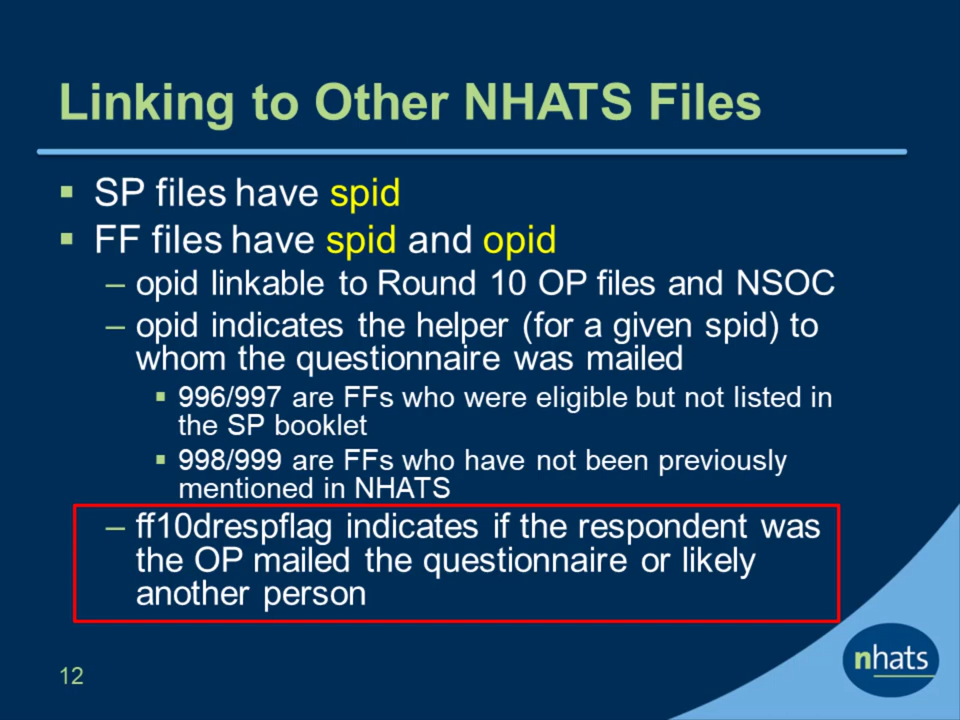 Linking to Other NHATS Files
▪ SP files have spid
▪ FF files have spid and opid
– opid linkable to Round 10 OP files and NSOC
– opid indicates the helper (for a given spid) to
whom the questionnaire was mailed
▪ 996/997 are FFs who were eligible but not listed in
the SP booklet
▪ 998/999 are FFs who have not been previously
mentioned in NHATS
– ff10drespflag indicates if the respondent was
the OP mailed the questionnaire or likely
another person
12
nhats